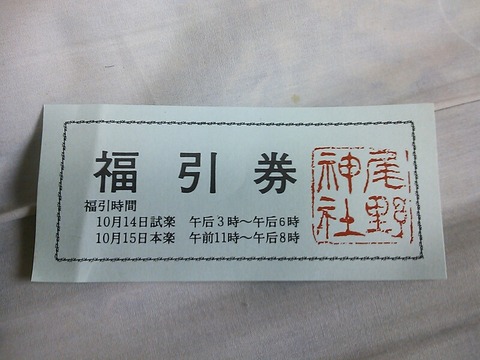 福引券
福引時間
10月14日試楽 午后3時〜午后6時
10月15日本楽 午前11時〜午后8時
尾野
神社